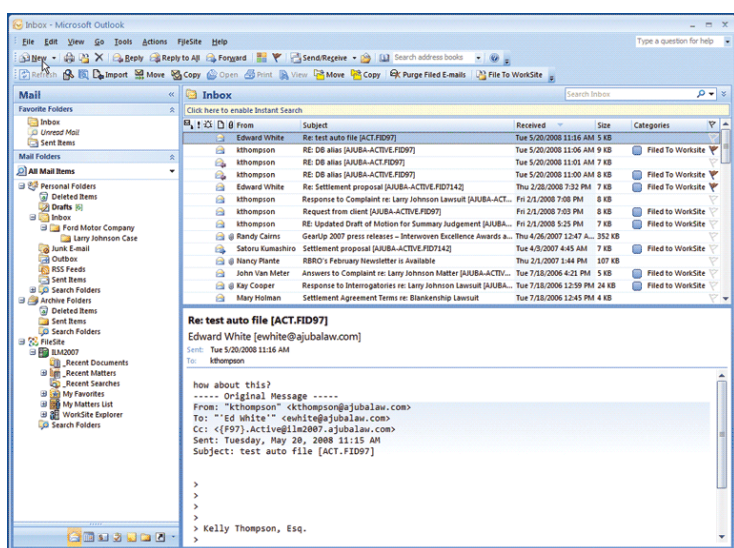 Inbox - Microsoft Outlook
File Edit View Go Tools Actions FileSite Help
Type a question for help
New Reply Reply to All Forward Send/Receive Search address books
Refresh Import Move Copy Open Print View Move Copy Purge Filed E-mails File To WorkSite
Mail
Favorite Folders
Inbox
Unread Mail
Sent Items
Mail Folders
All Mail Items
Personal Folders
Deleted Items
Drafts
Inbox
Ford Motor Company
Larry Johnson Case
Junk E-mail
Outbox
RSS Feeds
Sent Items
Search Folders
Archive Folders
Deleted Items
Sent Items
Search Folders
FileSite
ILM2007
_Recent Documents
_Recent Matters
_Recent Searches
My Favorites
My Matters List
WorkSite Explorer
Search Folders
Inbox
Search Inbox
Click here to enable Instant Search
From Subject Received Size Categories
Edward White Re: test auto file [ACT.FID97] Tue 5/20/2008 11:16 AM 5 KB
kthompson RE: DB alias [AJUBA-ACTIVE.FID97] Tue 5/20/2008 11:06 AM 9 KB Filed To Worksite
kthompson RE: DB alias [AJUBA-ACTIVE.FID97] Tue 5/20/2008 11:01 AM 7 KB
kthompson RE: DB alias [AJUBA-ACTIVE.FID97] Tue 5/20/2008 11:00 AM 8 KB Filed To Worksite
Edward White Re: Settlement proposal [AJUBA-ACTIVE.FID7142] Thu 2/28/2008 7:32 PM 7 KB Filed To Worksite
kthompson Response to Complaint re: Larry Johnson Lawsuit [AJUBA-ACT... Fri 2/1/2008 7:08 PM 8 KB
kthompson Request from client [AJUBA-ACTIVE.FID97] Fri 2/1/2008 7:03 PM 8 KB Filed to WorkSite
kthompson RE: Updated Draft of Motion for Summary Judgement [AJUBA... Fri 2/1/2008 5:25 PM 7 KB Filed to WorkSite
Randy Cairns GearUp 2007 press releases – Interwoven Excellence Awards a... Thu 4/26/2007 12:47 A... 352 KB
Satoru Kumashiro Settlement proposal [AJUBA-ACTIVE.FID7142] Tue 4/3/2007 4:45 AM 7 KB Filed to WorkSite
Nancy Plante RBRO's February Newsletter is Available Thu 2/1/2007 1:44 PM 107 KB
John Van Meter Answers to Complaint re: Larry Johnson Matter [AJUBA-ACTIV... Tue 7/18/2006 4:21 PM 5 KB Filed to WorkSite
Kay Cooper Response to Interrogatories re: Larry Johnson Lawsuit [AJUBA... Tue 7/18/2006 12:59 PM 24 KB Filed to WorkSite
Mary Holman Settlement Agreement Terms re: Blankenship Lawsuit Tue 7/18/2006 12:45 PM 4 KB
Re: test auto file [ACT.FID97]
Edward White [ewhite@ajubalaw.com]
Sent: Tue 5/20/2008 11:16 AM
To: kthompson
how about this?
----- Original Message -----
From: "kthompson" <kthompson@ajubalaw.com>
To: "'Ed White'" <ewhite@ajubalaw.com>
Cc: <{F97}.Active@ilm2007.ajubalaw.com>
Sent: Tuesday, May 20, 2008 11:15 AM
Subject: test auto file [ACT.FID97]
>
>
>
>
> Kelly Thompson, Esq.
>